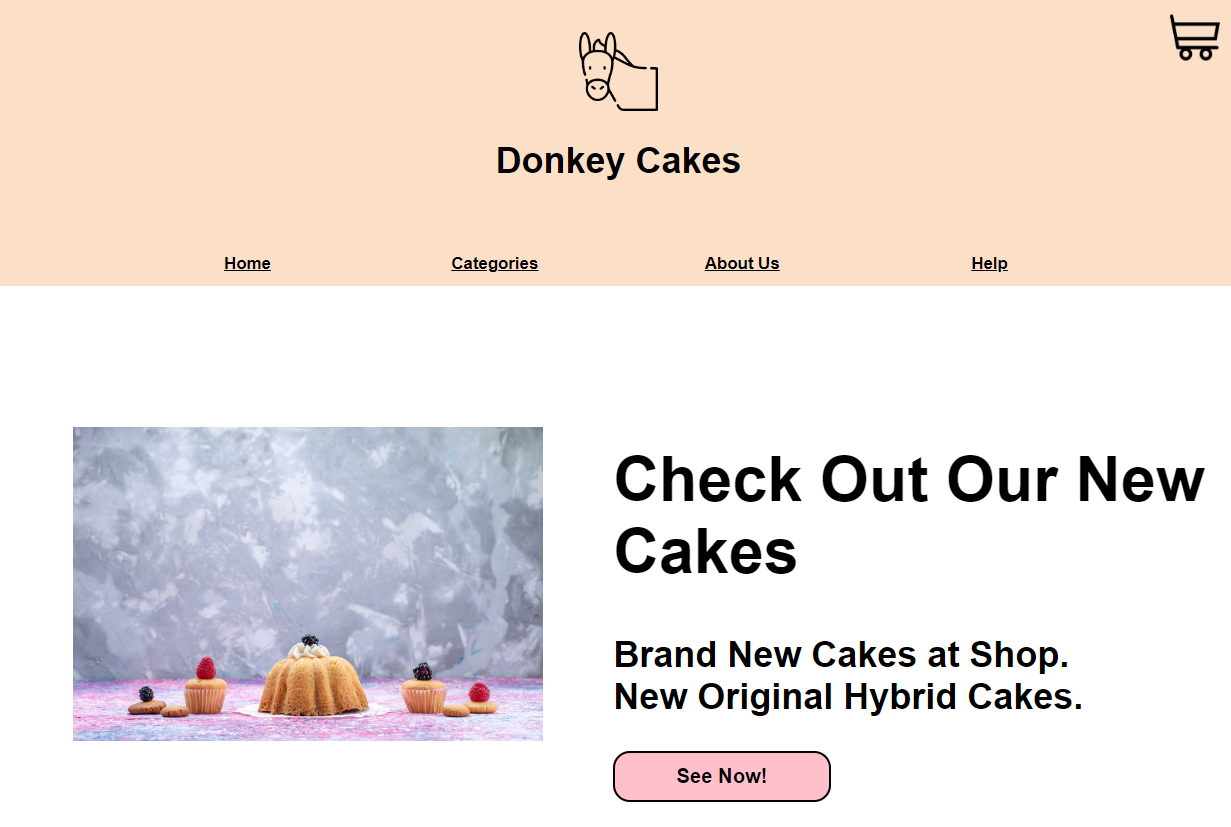 Donkey Cakes
Home Categories About Us Help
Check Out Our New
Cakes
Brand New Cakes at Shop.
New Original Hybrid Cakes.
See Now!